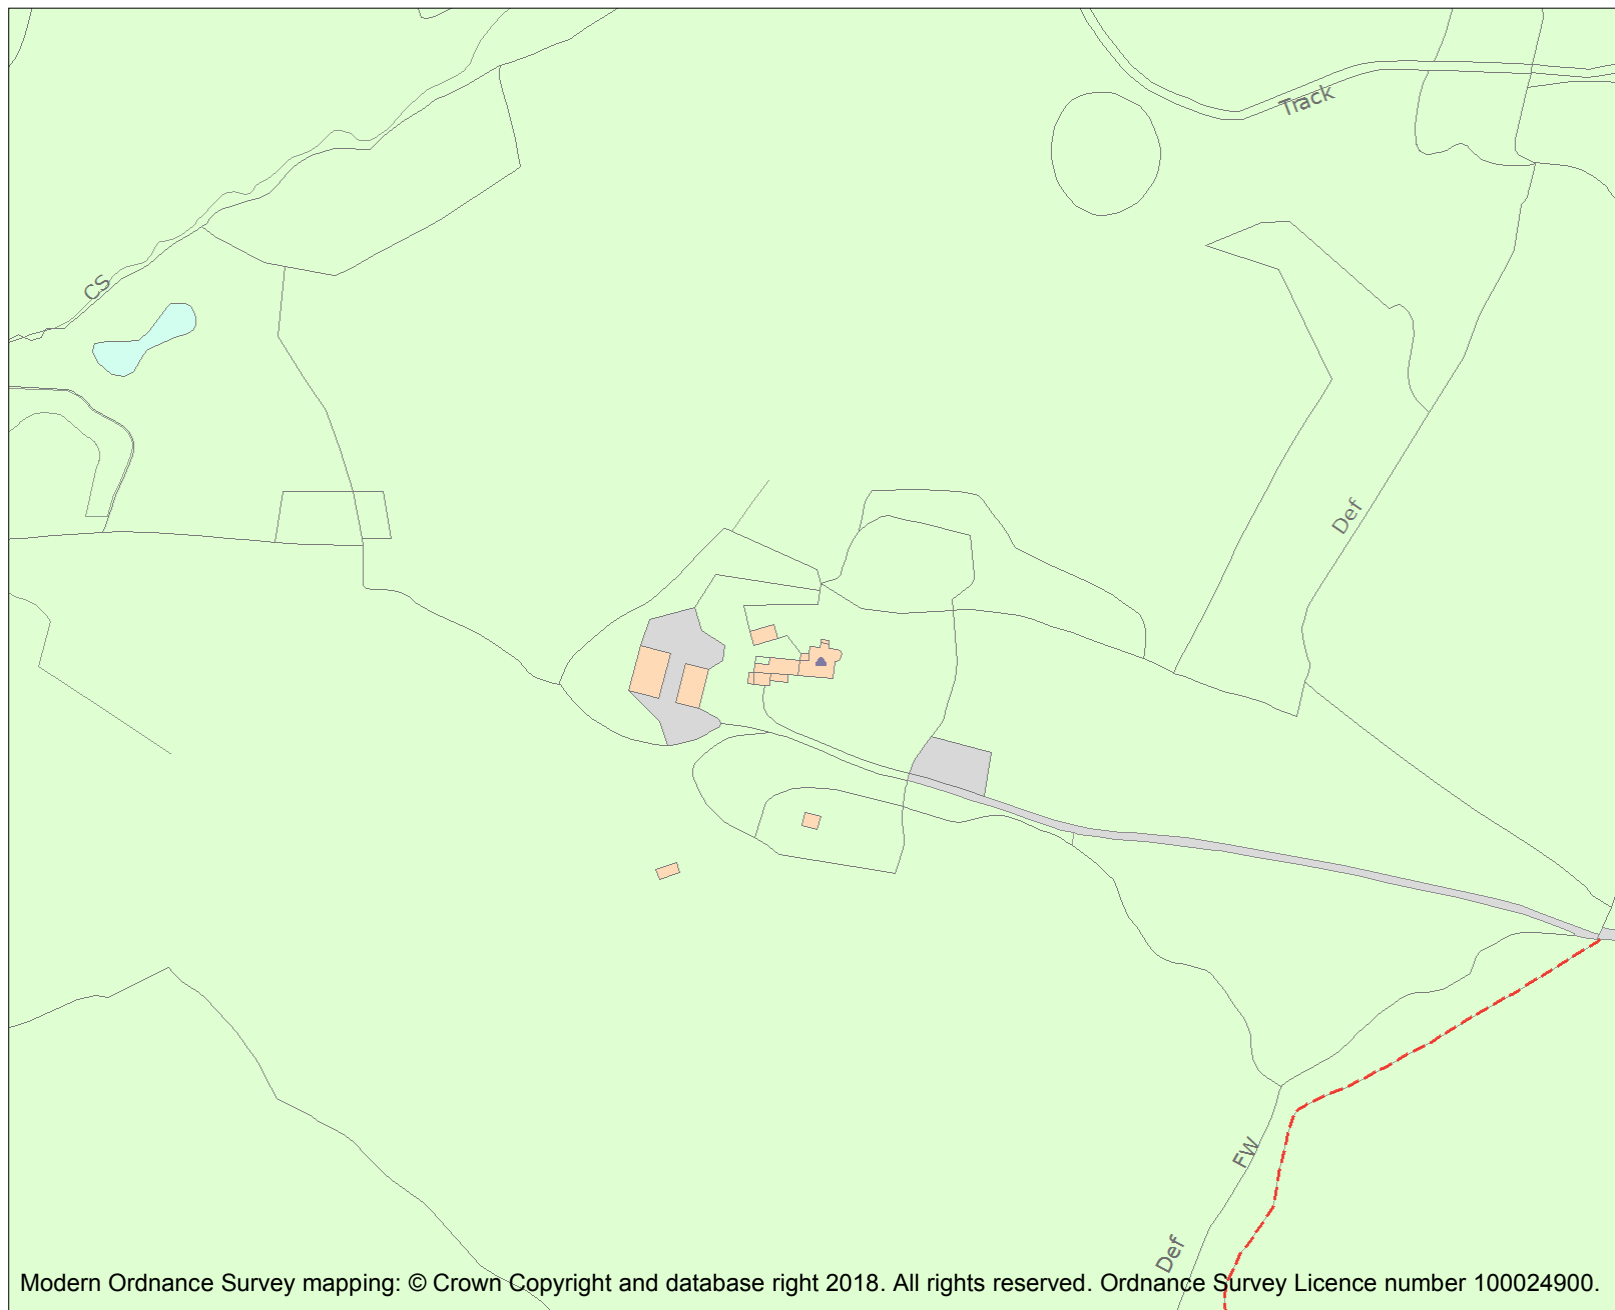 Track
CS
Def
FW
Def
Modern Ordnance Survey mapping: © Crown Copyright and database right 2018. All rights reserved. Ordnance Survey Licence number 100024900.